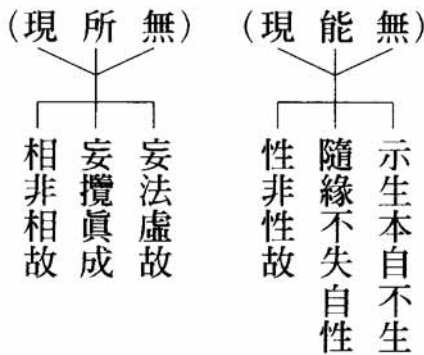 (無能現)
示生本自不生
隨緣不失自性
性非性故
(無所現)
妄法虛故
妄攬眞成
相非相故